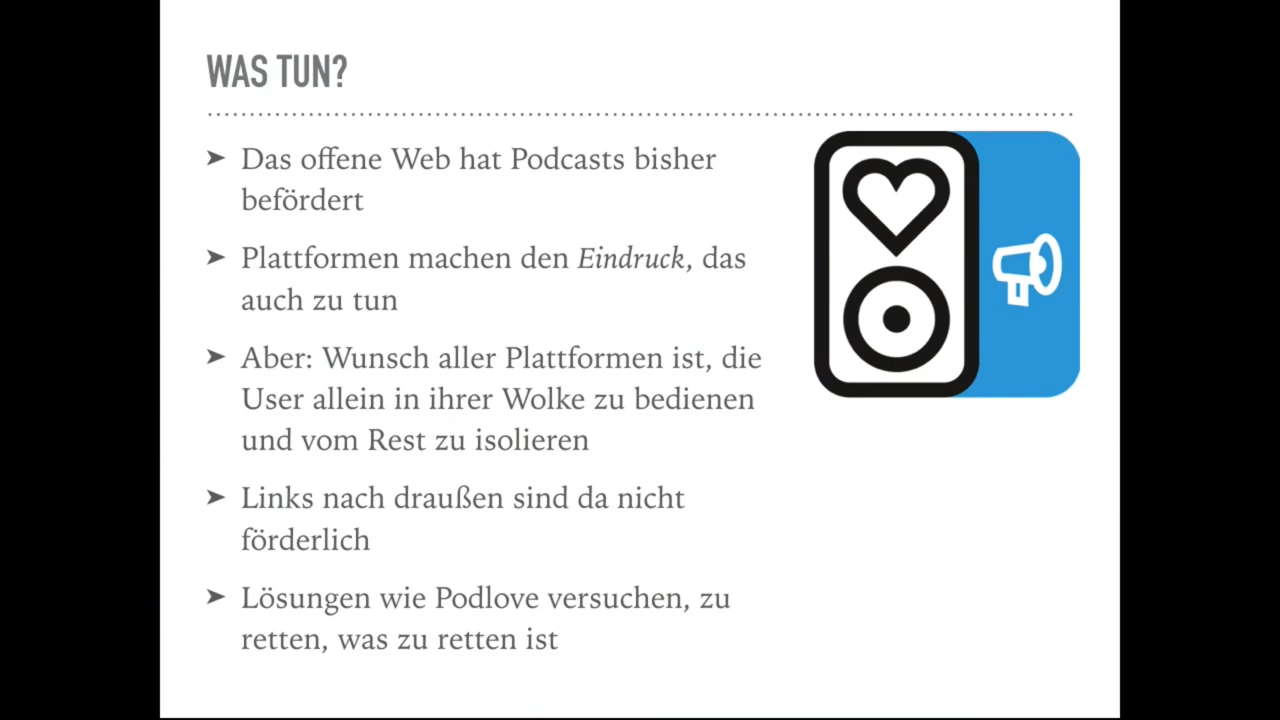 WAS TUN?
➤ Das offene Web hat Podcasts bisher
befördert
➤ Plattformen machen den Eindruck, das
auch zu tun
➤ Aber: Wunsch aller Plattformen ist, die
User allein in ihrer Wolke zu bedienen
und vom Rest zu isolieren
➤ Links nach draußen sind da nicht
förderlich
➤ Lösungen wie Podlove versuchen, zu
retten, was zu retten ist